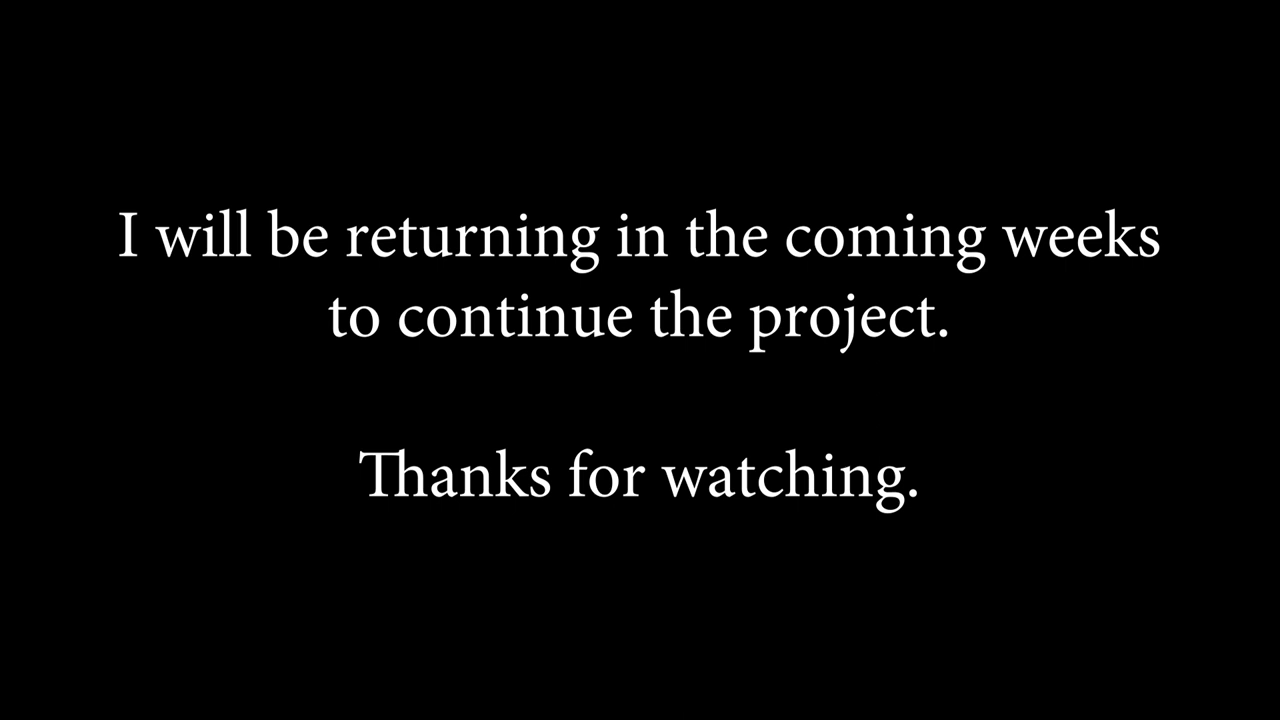 I will be returning in the coming weeks
to continue the project.
Thanks for watching.